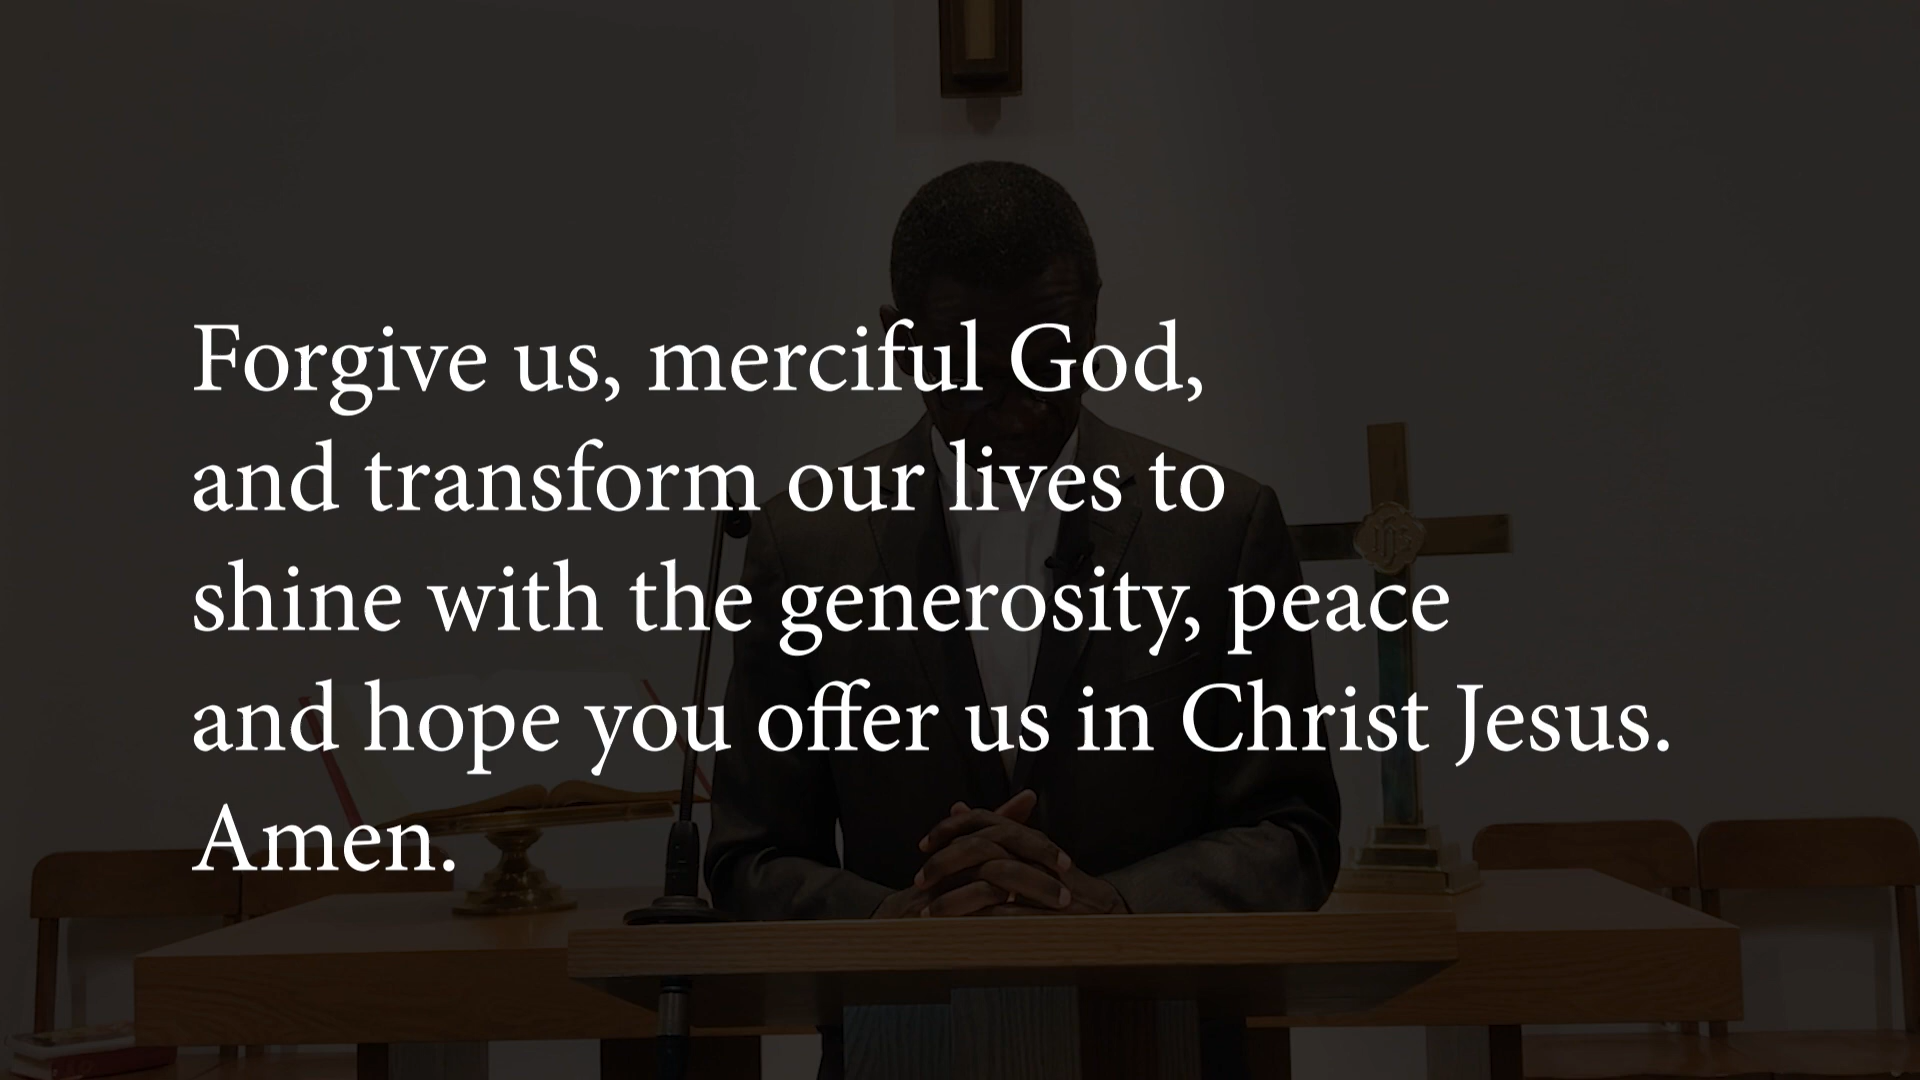 Forgive us, merciful God,
and transform our lives to
shine with the generosity, peace
and hope you offer us in Christ Jesus.
Amen.